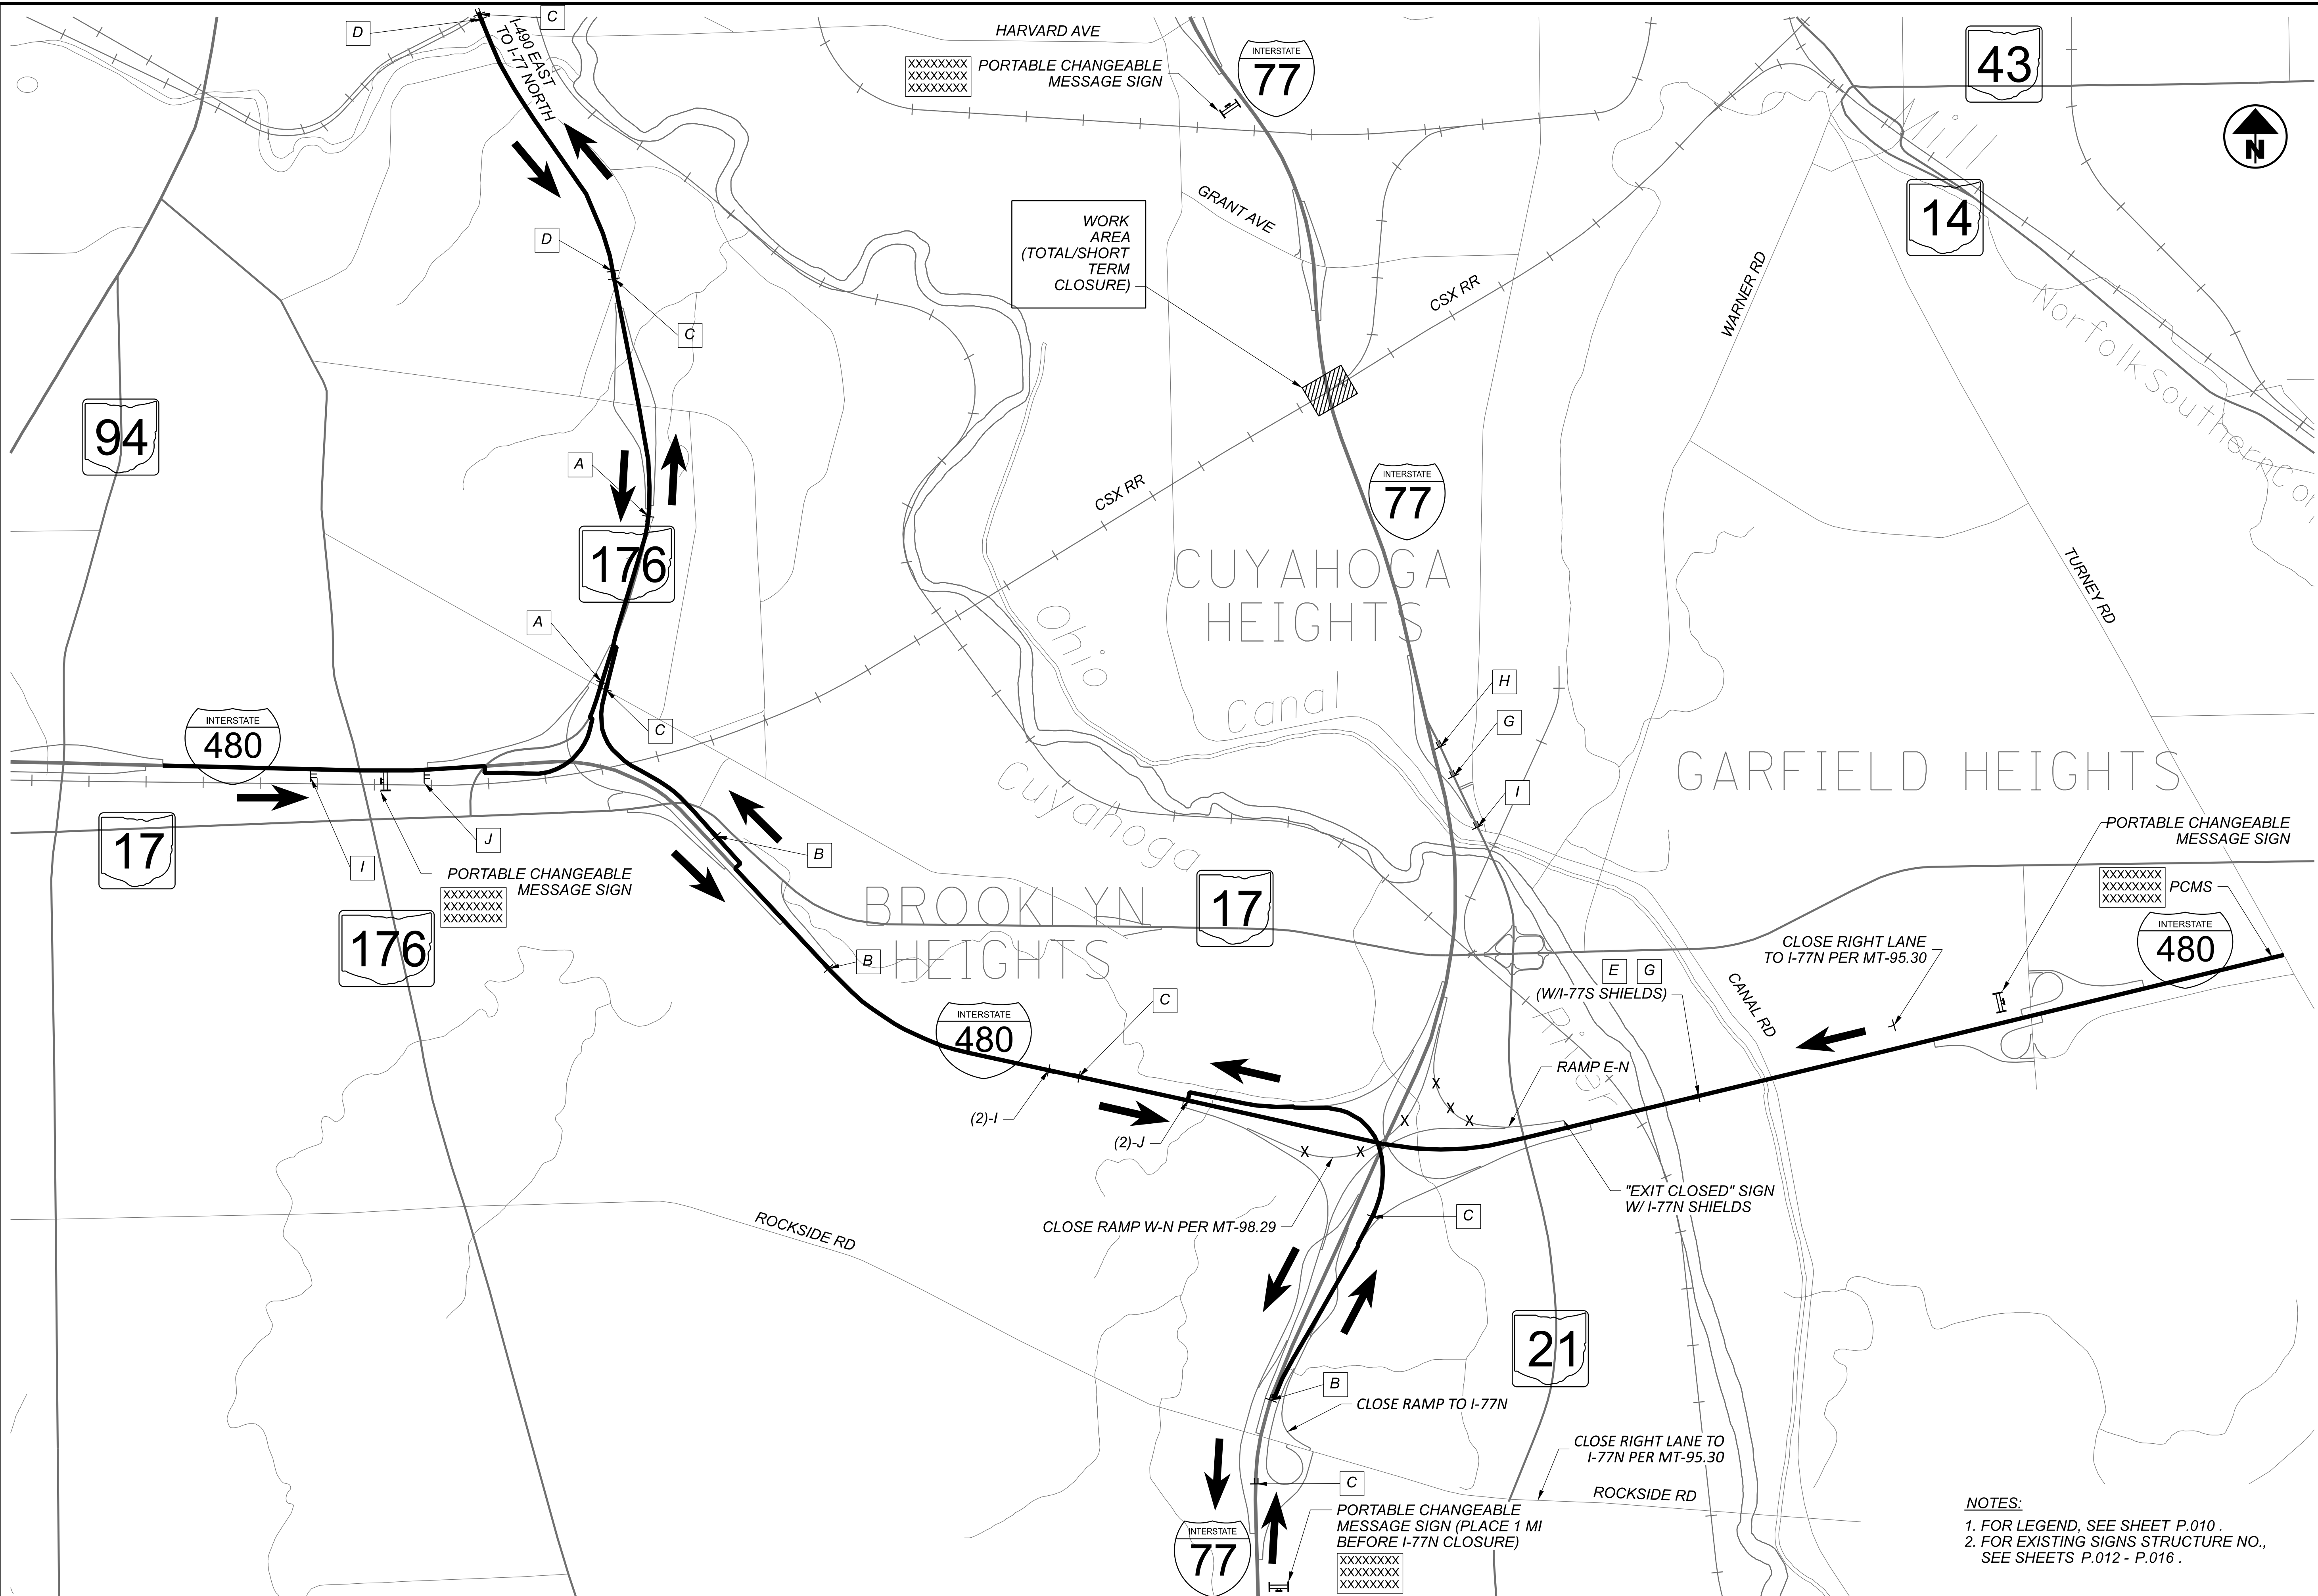 D
C
I-490 EAST
TO I-77 NORTH
HARVARD AVE
XXXXXXXX
XXXXXXXX
XXXXXXXX
PORTABLE CHANGEABLE
MESSAGE SIGN
INTERSTATE
77
43
N
14
GRANT AVE
WORK
AREA
(TOTAL/SHORT
TERM
CLOSURE)
D
C
CSX RR
WARNER RD
Mill
NorfolkSouthernCor
94
A
CSX RR
INTERSTATE
77
176
CUYAHOGA
HEIGHTS
TURNEY RD
A
Ohio
Canal
H
G
C
INTERSTATE
480
GARFIELD HEIGHTS
I
Cuyahoga
17
J
I
PORTABLE CHANGEABLE
MESSAGE SIGN
XXXXXXXX
XXXXXXXX
XXXXXXXX
B
PORTABLE CHANGEABLE
MESSAGE SIGN
XXXXXXXX
XXXXXXXX
XXXXXXXX
PCMS
BROOKLYN
HEIGHTS
17
176
B
INTERSTATE
480
CLOSE RIGHT LANE
TO I-77N PER MT-95.30
E
G
(W/I-77S SHIELDS)
CANAL RD
C
INTERSTATE
480
River
RAMP E-N
(2)-I
(2)-J
X
X
X
X
X
X
"EXIT CLOSED" SIGN
W/ I-77N SHIELDS
CLOSE RAMP W-N PER MT-98.29
C
ROCKSIDE RD
21
B
CLOSE RAMP TO I-77N
CLOSE RIGHT LANE TO
I-77N PER MT-95.30
C
ROCKSIDE RD
PORTABLE CHANGEABLE
MESSAGE SIGN (PLACE 1 MI
BEFORE I-77N CLOSURE)
XXXXXXXX
XXXXXXXX
XXXXXXXX
INTERSTATE
77
NOTES:
1. FOR LEGEND, SEE SHEET P.010 .
2. FOR EXISTING SIGNS STRUCTURE NO.,
SEE SHEETS P.012 - P.016 .